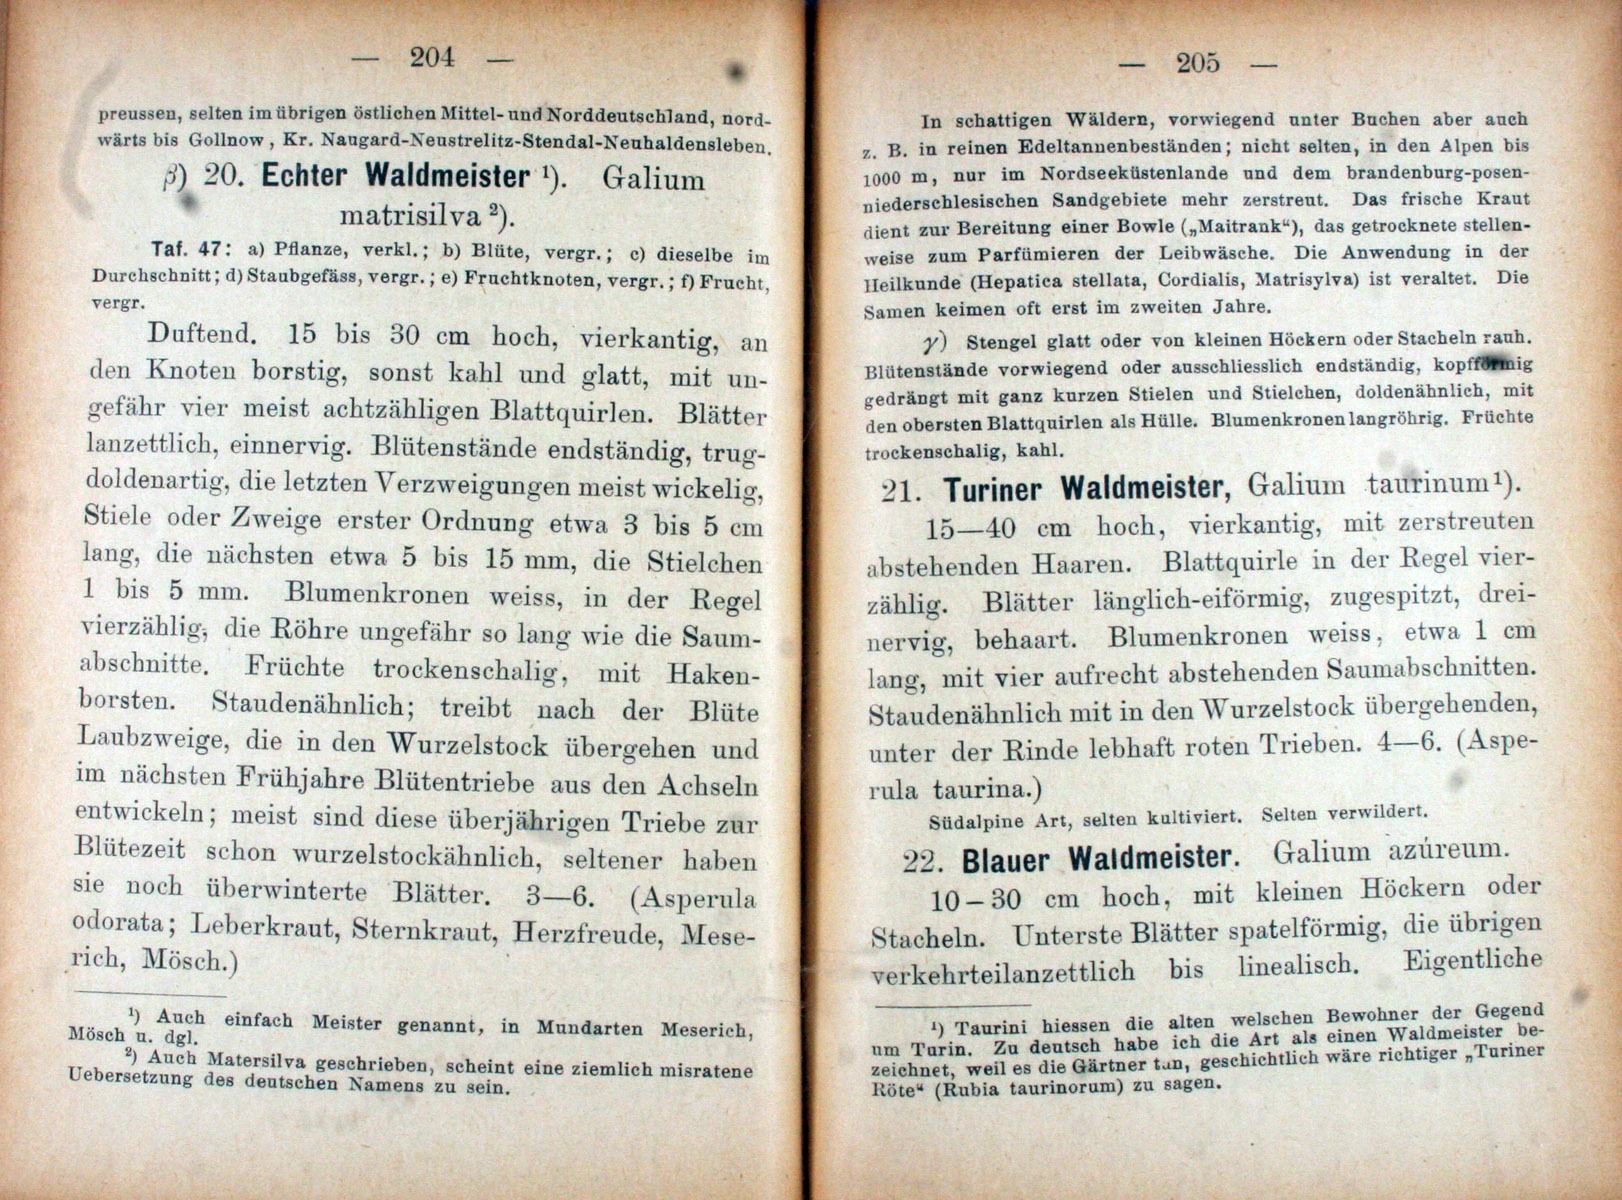 — 204 —
preussen, selten im übrigen östlichen Mittel- und Norddeutschland, nord-
wärts bis Gollnow, Kr. Naugard-Neustrelitz-Stendal-Neuhaldensleben.
β) 20. Echter Waldmeister ¹). Galium
matrisilva ²).
Taf. 47: a) Pflanze, verkl.; b) Blüte, vergr.; c) dieselbe im
Durchschnitt; d) Staubgefäss, vergr.; e) Fruchtknoten, vergr.; f) Frucht,
vergr.
Duftend. 15 bis 30 cm hoch, vierkantig, an
den Knoten borstig, sonst kahl und glatt, mit un-
gefähr vier meist achtzähligen Blattquirlen. Blätter
lanzettlich, einnervig. Blütenstände endständig, trug-
doldenartig, die letzten Verzweigungen meist wickelig,
Stiele oder Zweige erster Ordnung etwa 3 bis 5 cm
lang, die nächsten etwa 5 bis 15 mm, die Stielchen
1 bis 5 mm. Blumenkronen weiss, in der Regel
vierzählig; die Röhre ungefähr so lang wie die Saum-
abschnitte. Früchte trockenschalig, mit Haken-
borsten. Staudenähnlich; treibt nach der Blüte
Laubzweige, die in den Wurzelstock übergehen und
im nächsten Frühjahre Blütentriebe aus den Achseln
entwickeln; meist sind diese überjährigen Triebe zur
Blütezeit schon wurzelstockähnlich, seltener haben
sie noch überwinterte Blätter. 3—6. (Asperula
odorata; Leberkraut, Sternkraut, Herzfreude, Mese-
rich, Mösch.)
¹) Auch einfach Meister genannt, in Mundarten Meserich,
Mösch u. dgl.
²) Auch Matersilva geschrieben, scheint eine ziemlich misratene
Uebersetzung des deutschen Namens zu sein.
— 205 —
In schattigen Wäldern, vorwiegend unter Buchen aber auch
z. B. in reinen Edeltannenbeständen; nicht selten, in den Alpen bis
1000 m, nur im Nordseeküstenlande und dem brandenburg-posen-
niederschlesischen Sandgebiete mehr zerstreut. Das frische Kraut
dient zur Bereitung einer Bowle („Maitrank“), das getrocknete stellen-
weise zum Parfümieren der Leibwäsche. Die Anwendung in der
Heilkunde (Hepatica stellata, Cordialis, Matrisylva) ist veraltet. Die
Samen keimen oft erst im zweiten Jahre.
γ) Stengel glatt oder von kleinen Höckern oder Stacheln rauh.
Blütenstände vorwiegend oder ausschliesslich endständig, kopfförmig
gedrängt mit ganz kurzen Stielen und Stielchen, doldenähnlich, mit
den obersten Blattquirlen als Hülle. Blumenkronen langröhrig. Früchte
trockenschalig, kahl.
21. Turiner Waldmeister, Galium taurinum ¹).
15—40 cm hoch, vierkantig, mit zerstreuten
abstehenden Haaren. Blattquirle in der Regel vier-
zählig. Blätter länglich-eiförmig, zugespitzt, drei-
nervig, behaart. Blumenkronen weiss, etwa 1 cm
lang, mit vier aufrecht abstehenden Saumabschnitten.
Staudenähnlich mit in den Wurzelstock übergehenden,
unter der Rinde lebhaft roten Trieben. 4—6. (Aspe-
rula taurina.)
Südalpine Art, selten kultiviert. Selten verwildert.
22. Blauer Waldmeister. Galium azúreum.
10–30 cm hoch, mit kleinen Höckern oder
Stacheln. Unterste Blätter spatelförmig, die übrigen
verkehrteilanzettlich bis linealisch. Eigentliche
¹) Taurini hiessen die alten welschen Bewohner der Gegend
um Turin. Zu deutsch habe ich die Art als einen Waldmeister be-
zeichnet, weil es die Gärtner tun, geschichtlich wäre richtiger „Turiner
Röte“ (Rubia taurinorum) zu sagen.